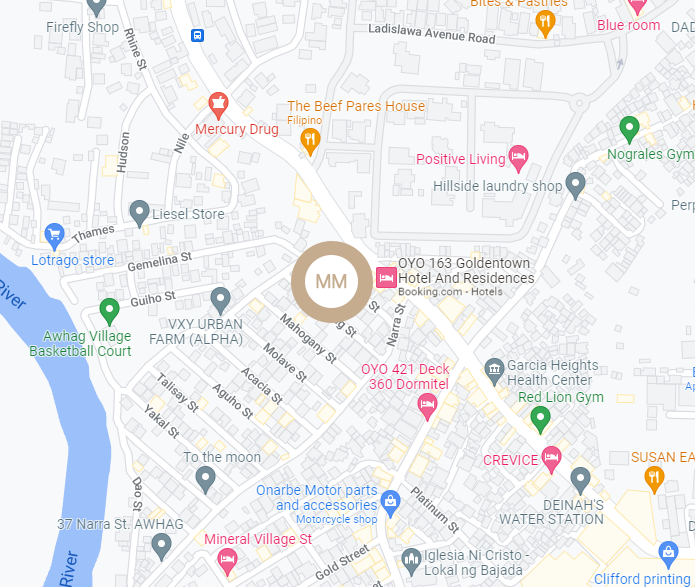 Bites & Pastries
Firefly Shop
Ladislawa Avenue Road
Blue room
DAD
Rhine St
The Beef Pares House
Filipino
Mercury Drug
Hudson
Nile
Positive Living
Nograles Gym
Hillside laundry shop
Perp
Liesel Store
Thames
Lotrago store
Gemelina St
MM
OYO 163 Goldentown
Hotel And Residences
Booking.com - Hotels
River
Guiho St
St
VXY URBAN
FARM (ALPHA)
Awhag Village
Basketball Court
Mahogany St
g St
Narra St
Molave St
Acacia St
OYO 421 Deck
360 Dormitel
Garcia Heights
Health Center
Talisay St
Aguho St
Red Lion Gym
Yakal St
To the moon
CREVICE
SUSAN EA
Dao St
Onarbe Motor parts
and accessories
Motorcycle shop
Platinum St
DEINAH'S
WATER STATION
37 Narra St. AWHAG
Mineral Village St
Gold Street
Iglesia Ni Cristo -
Lokal ng Bajada
Clifford printing
River